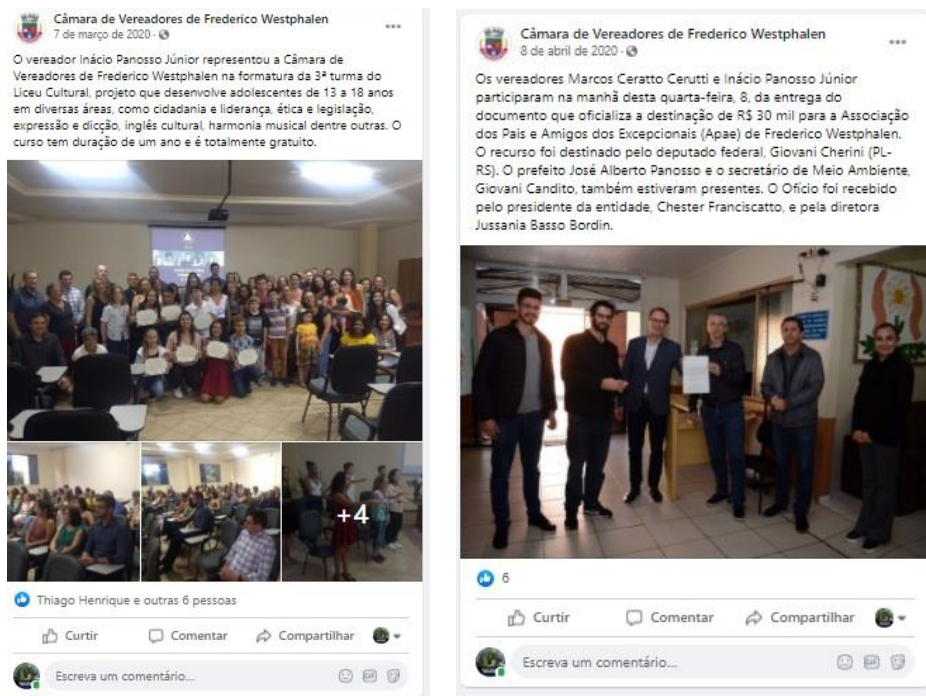 Câmara de Vereadores de Frederico Westphalen
7 de março de 2020 ·
O vereador Inácio Panosso Júnior representou a Câmara de
Vereadores de Frederico Westphalen na formatura da 3ª turma do
Liceu Cultural, projeto que desenvolve adolescentes de 13 a 18 anos
em diversas áreas, como cidadania e liderança, ética e legislação,
expressão e dicção, inglês cultural, harmonia musical dentre outras. O
curso tem duração de um ano e é totalmente gratuito.
+4
Thiago Henrique e outras 6 pessoas
Curtir Comentar Compartilhar
Escreva um comentário...
GIF
Câmara de Vereadores de Frederico Westphalen
8 de abril de 2020 ·
Os vereadores Marcos Ceratto Cerutti e Inácio Panosso Júnior
participaram na manhã desta quarta-feira, 8, da entrega do
documento que oficializa a destinação de R$ 30 mil para a Associação
dos Pais e Amigos dos Excepcionais (Apae) de Frederico Westphalen.
O recurso foi destinado pelo deputado federal, Giovani Cherini (PL-
RS). O prefeito José Alberto Panosso e o secretário de Meio Ambiente,
Giovani Candito, também estiveram presentes. O Ofício foi recebido
pelo presidente da entidade, Chester Franciscatto, e pela diretora
Jussania Basso Bordin.
6
Curtir Comentar Compartilhar
Escreva um comentário...
GIF